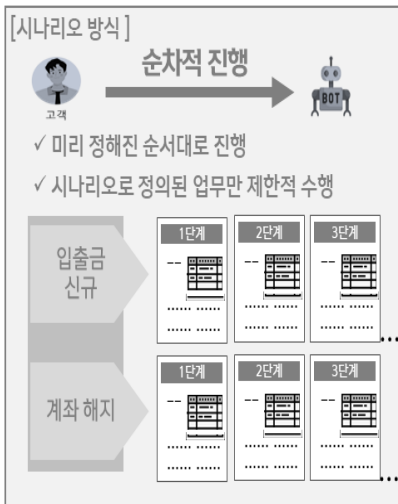 [시나리오 방식 ]
순차적 진행
고객
BOT
✓ 미리 정해진 순서대로 진행
✓ 시나리오로 정의된 업무만 제한적 수행
입출금
신규
1단계 2단계 3단계
계좌 해지
1단계 2단계 3단계